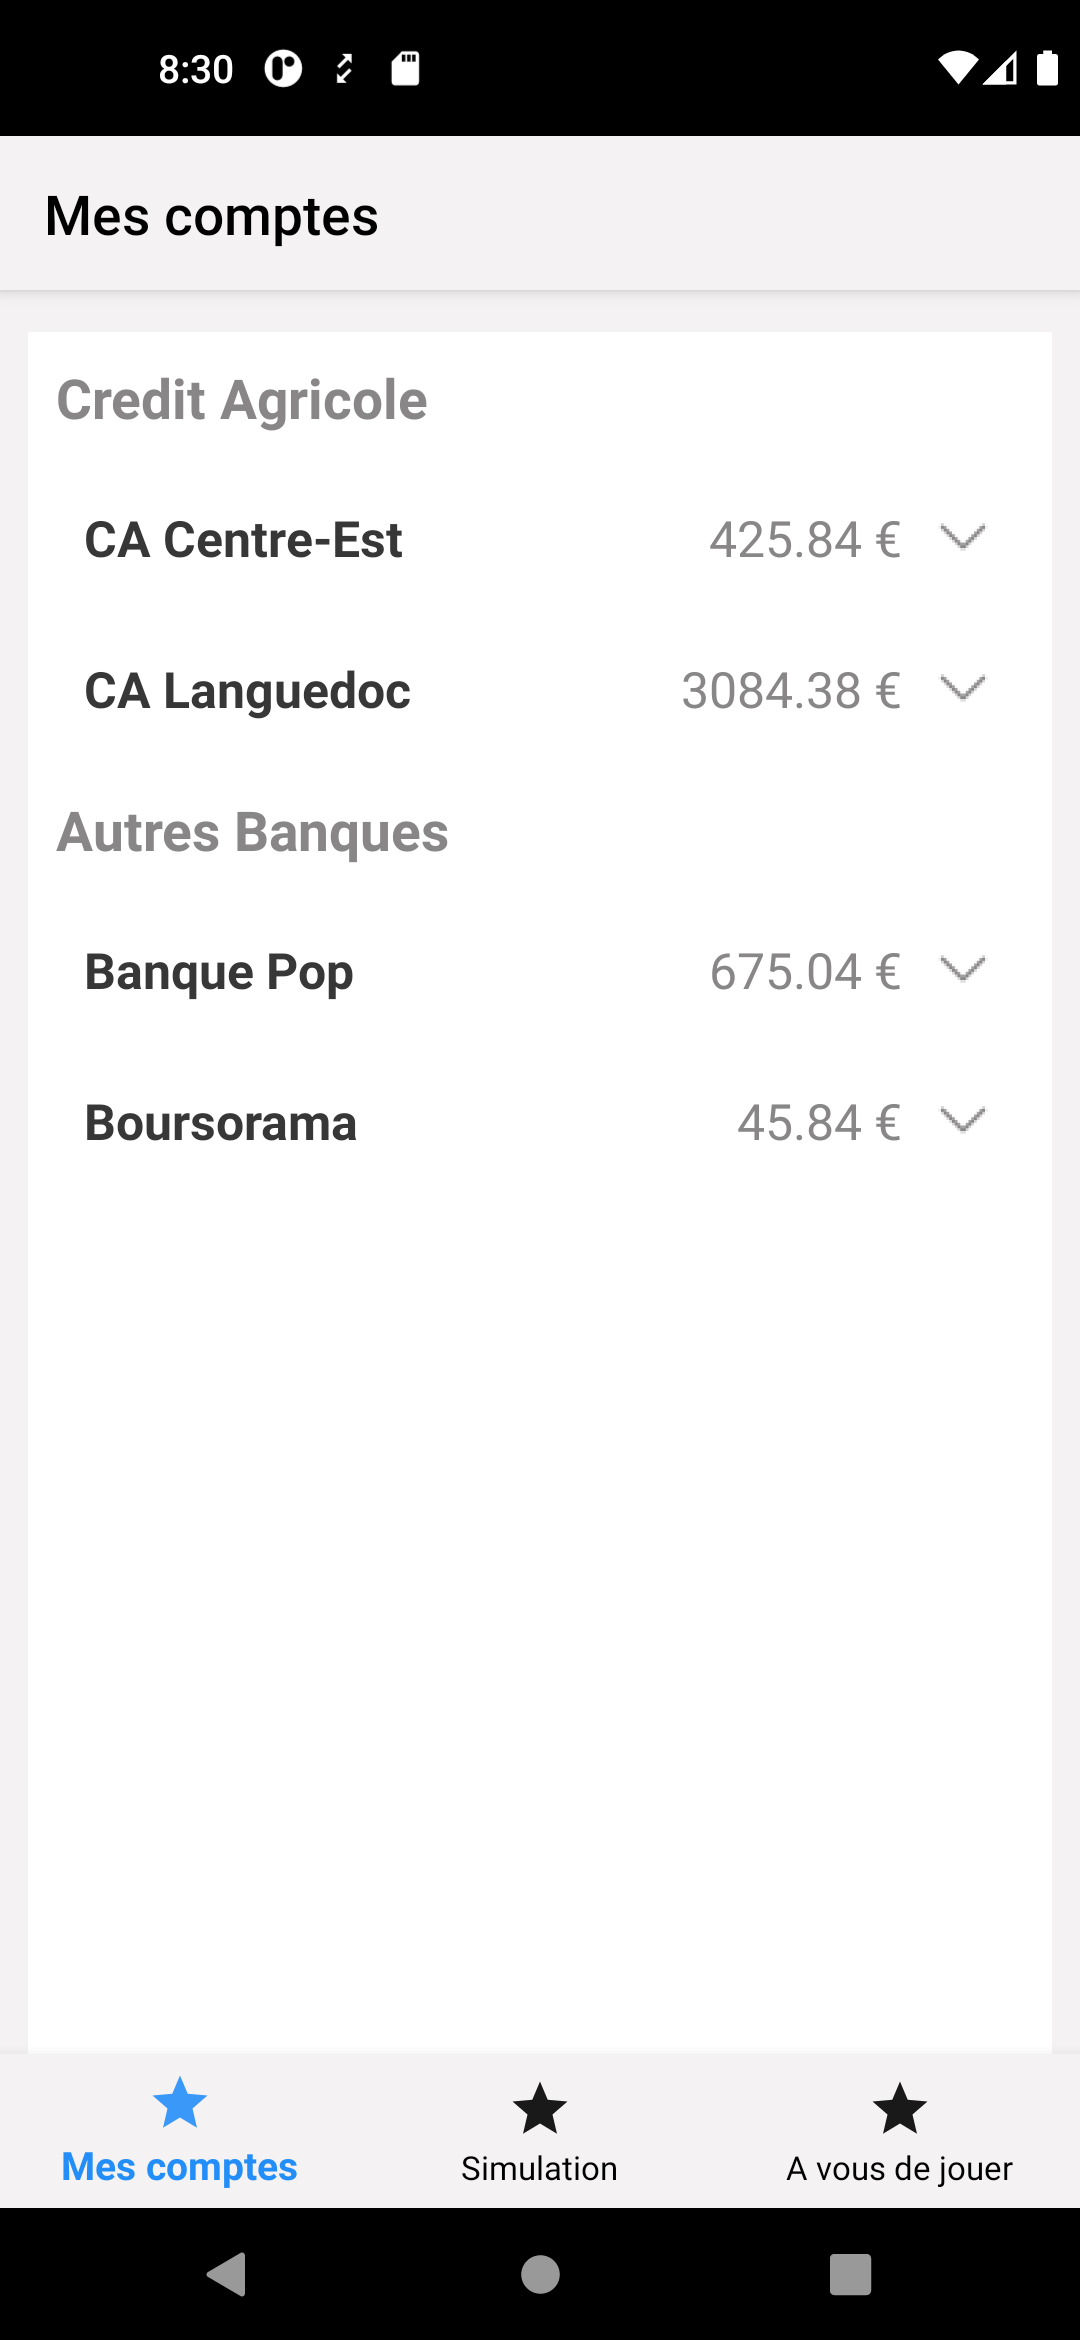 8:30
Mes comptes
Credit Agricole
CA Centre-Est 425.84 €
CA Languedoc 3084.38 €
Autres Banques
Banque Pop 675.04 €
Boursorama 45.84 €
Mes comptes Simulation A vous de jouer